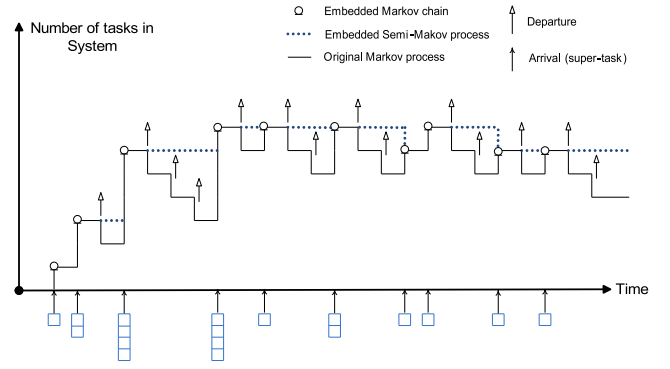 Number of tasks in
System
Embedded Markov chain
Embedded Semi-Makov process
Original Markov process
Departure
Arrival (super-task)
Time